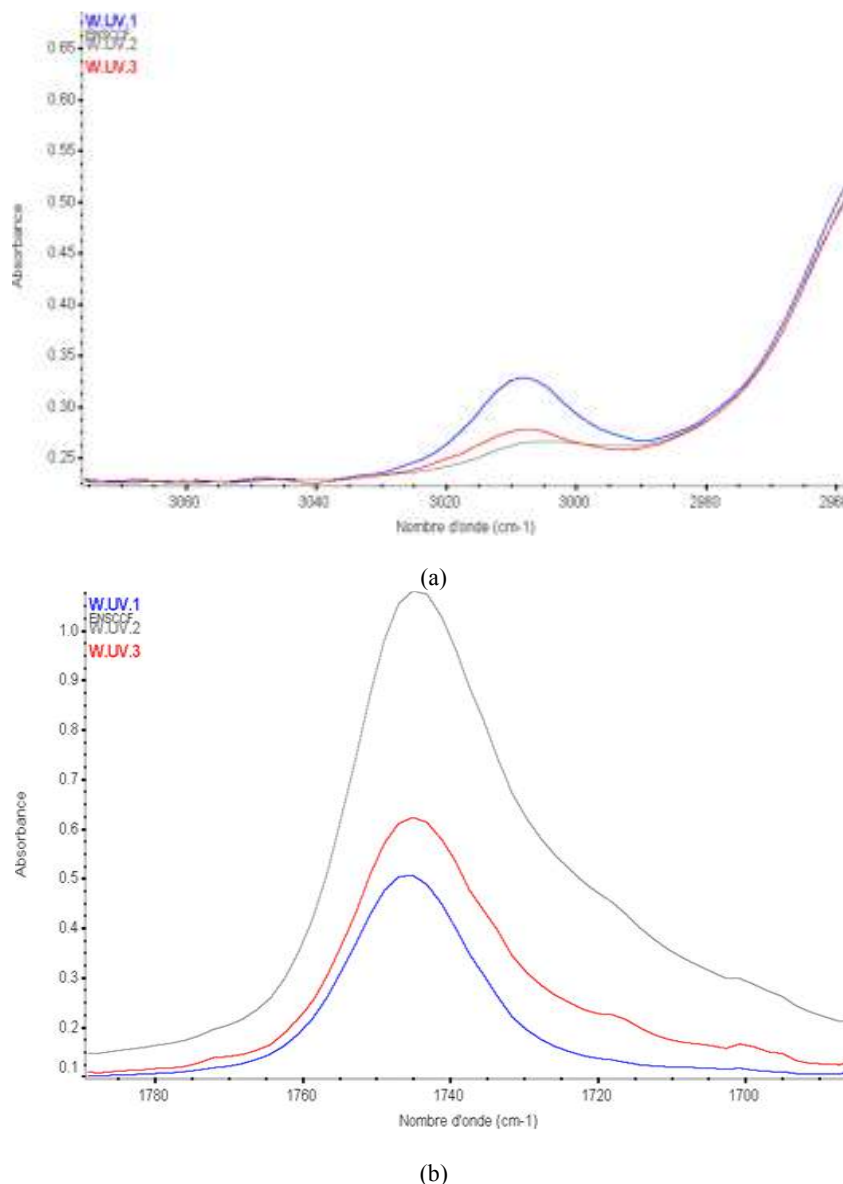 W.UV.1
ENSCCF
W.UV.2
W.UV.3
0.65
0.60
0.55
0.50
0.45
0.40
0.35
0.30
0.25
Absorbance
3060 3040 3020 3000 2980 2960
Nombre d'onde (cm-1)
(a)
W.UV.1
ENSCCF
W.UV.2
W.UV.3
1.0
0.9
0.8
0.7
0.6
0.5
0.4
0.3
0.2
0.1
Absorbance
1780 1760 1740 1720 1700
Nombre d'onde (cm-1)
(b)